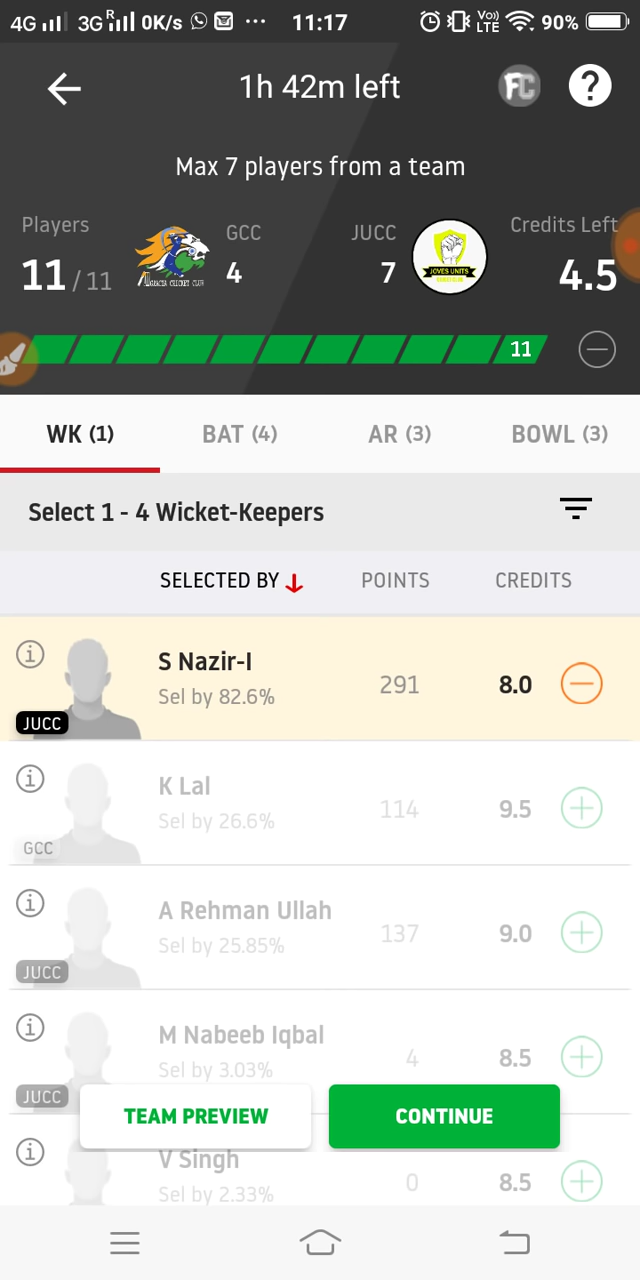 4G 3G R 0K/s ... 11:17 Vo) LTE 90%
1h 42m left FC ?
Max 7 players from a team
Players GCC JUCC Credits Left
11 / 11 4 7 4.5
JOVES UNITS
11
WK (1) BAT (4) AR (3) BOWL (3)
Select 1 - 4 Wicket-Keepers
SELECTED BY ↓ POINTS CREDITS
S Nazir-I
Sel by 82.6% 291 8.0
JUCC
K Lal
Sel by 26.6% 114 9.5
GCC
A Rehman Ullah
Sel by 25.85% 137 9.0
JUCC
M Nabeeb Iqbal
Sel by 3.03% 4 8.5
JUCC
TEAM PREVIEW CONTINUE
V Singh
Sel by 2.33% 0 8.5